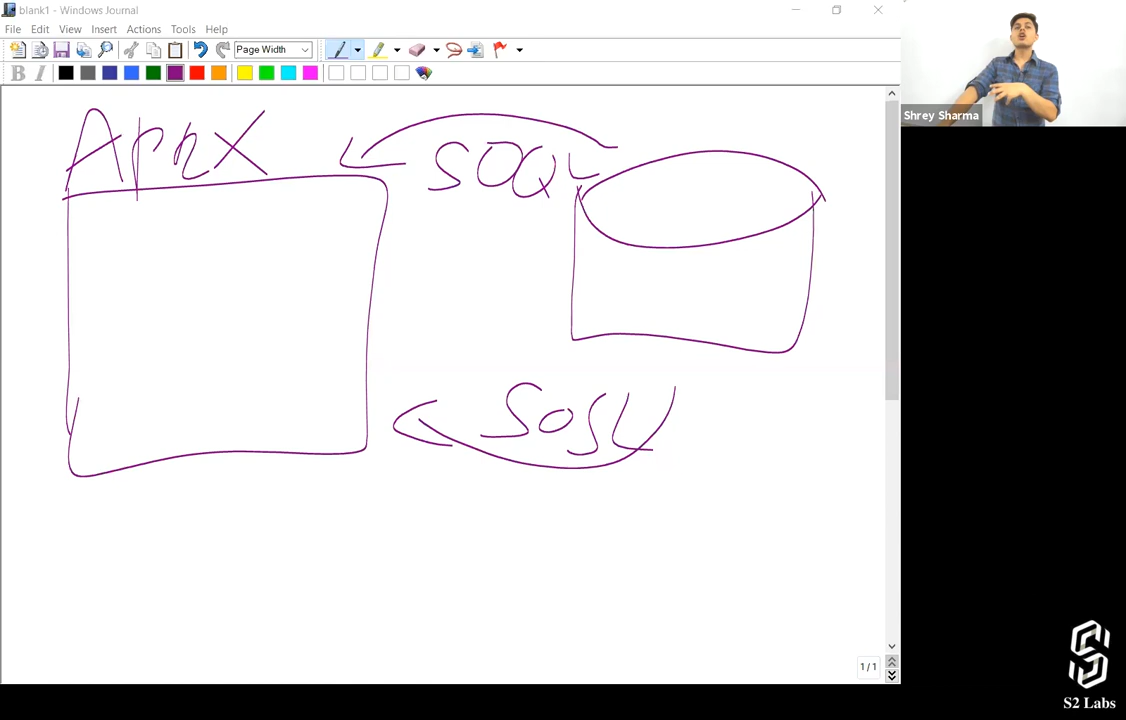 blank1 - Windows Journal
File Edit View Insert Actions Tools Help
Page Width
B I
Shrey Sharma
Apex
SOQL
SOSL
1/1
S2 Labs